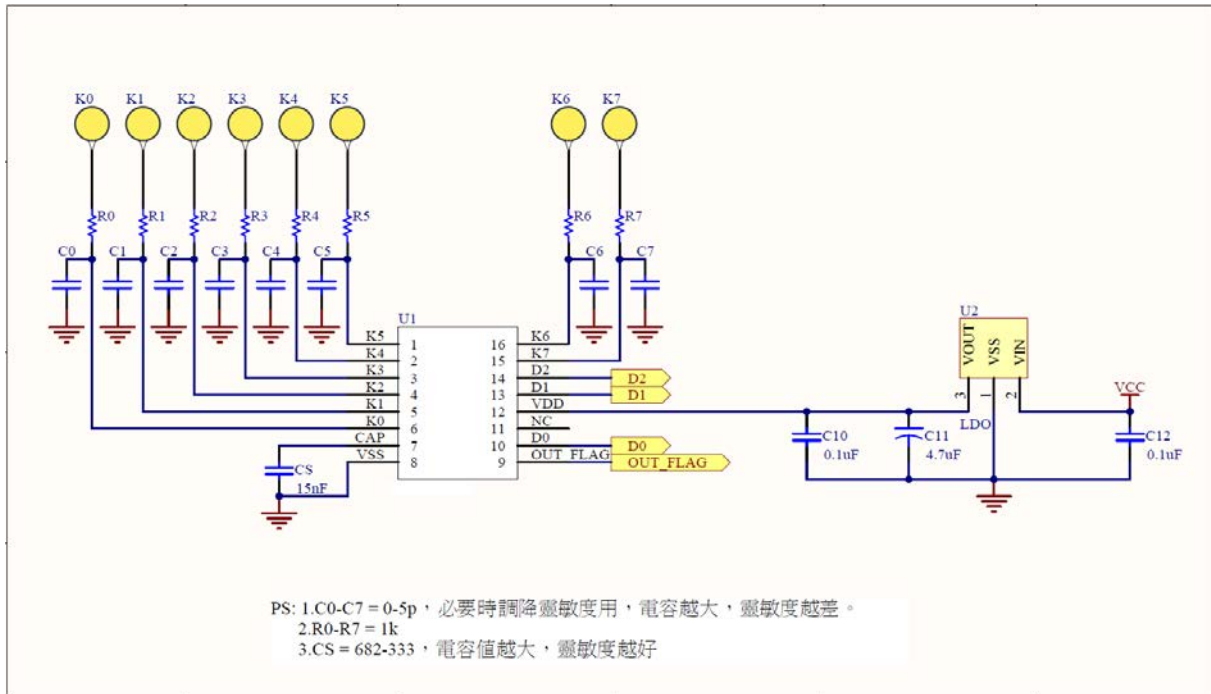 K0 K1 K2 K3 K4 K5 K6 K7
R0 R1 R2 R3 R4 R5 R6 R7
C0 C1 C2 C3 C4 C5 C6 C7
U1
K5 1 16 K6
K4 2 15 K7
K3 3 14 D2 D2
K2 4 13 D1 D1
K1 5 12 VDD
K0 6 11 NC
CAP 7 10 D0 D0
VSS 8 9 OUT_FLAG OUT_FLAG
CS
15nF
U2
VOUT VSS VIN
3 1 2
LDO
VCC
C10
0.1uF
C11
4.7uF
C12
0.1uF
PS: 1.C0-C7 = 0-5p，必要時調降靈敏度用，電容越大，靈敏度越差。
2.R0-R7 = 1k
3.CS = 682-333，電容值越大，靈敏度越好